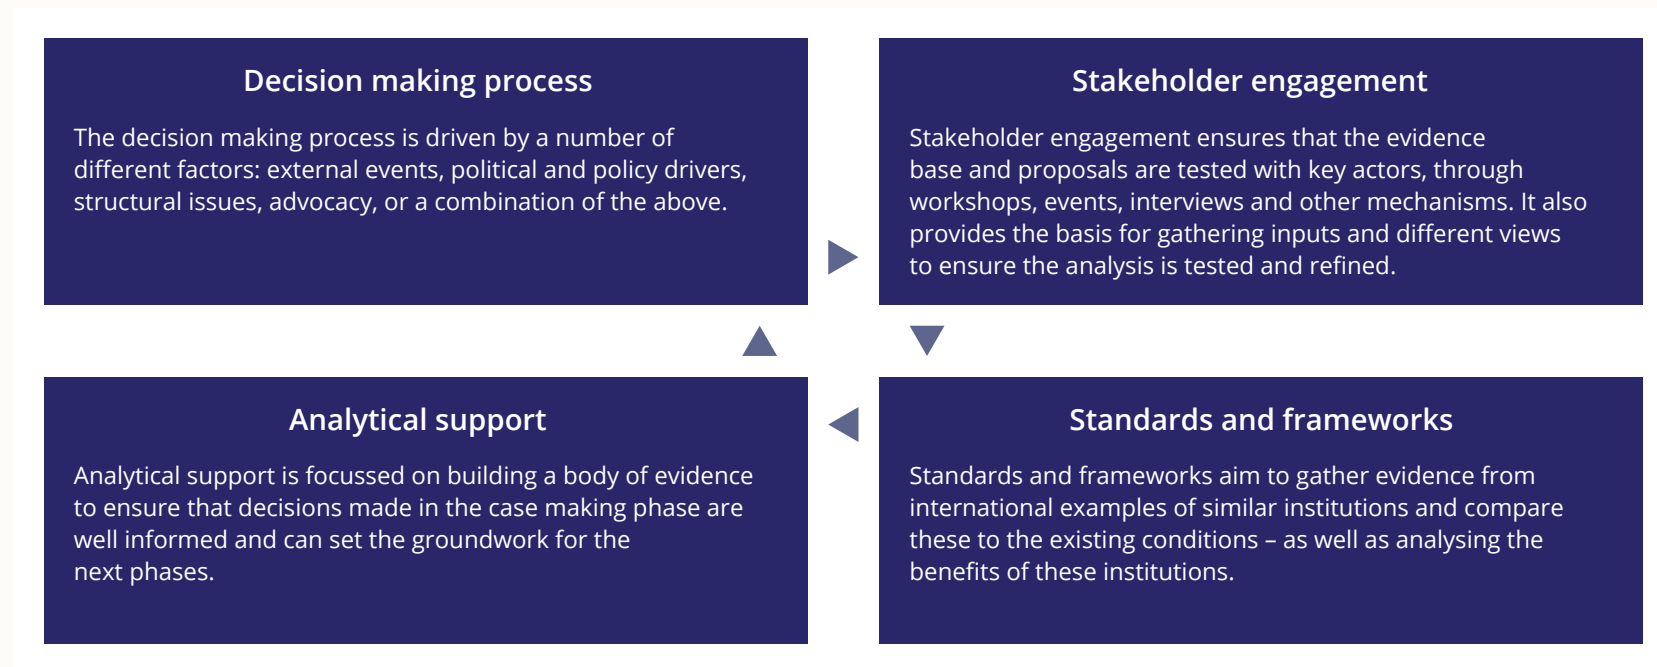 Decision making process
The decision making process is driven by a number of
different factors: external events, political and policy drivers,
structural issues, advocacy, or a combination of the above.
Stakeholder engagement
Stakeholder engagement ensures that the evidence
base and proposals are tested with key actors, through
workshops, events, interviews and other mechanisms. It also
provides the basis for gathering inputs and different views
to ensure the analysis is tested and refined.
Analytical support
Analytical support is focussed on building a body of evidence
to ensure that decisions made in the case making phase are
well informed and can set the groundwork for the
next phases.
Standards and frameworks
Standards and frameworks aim to gather evidence from
international examples of similar institutions and compare
these to the existing conditions – as well as analysing the
benefits of these institutions.